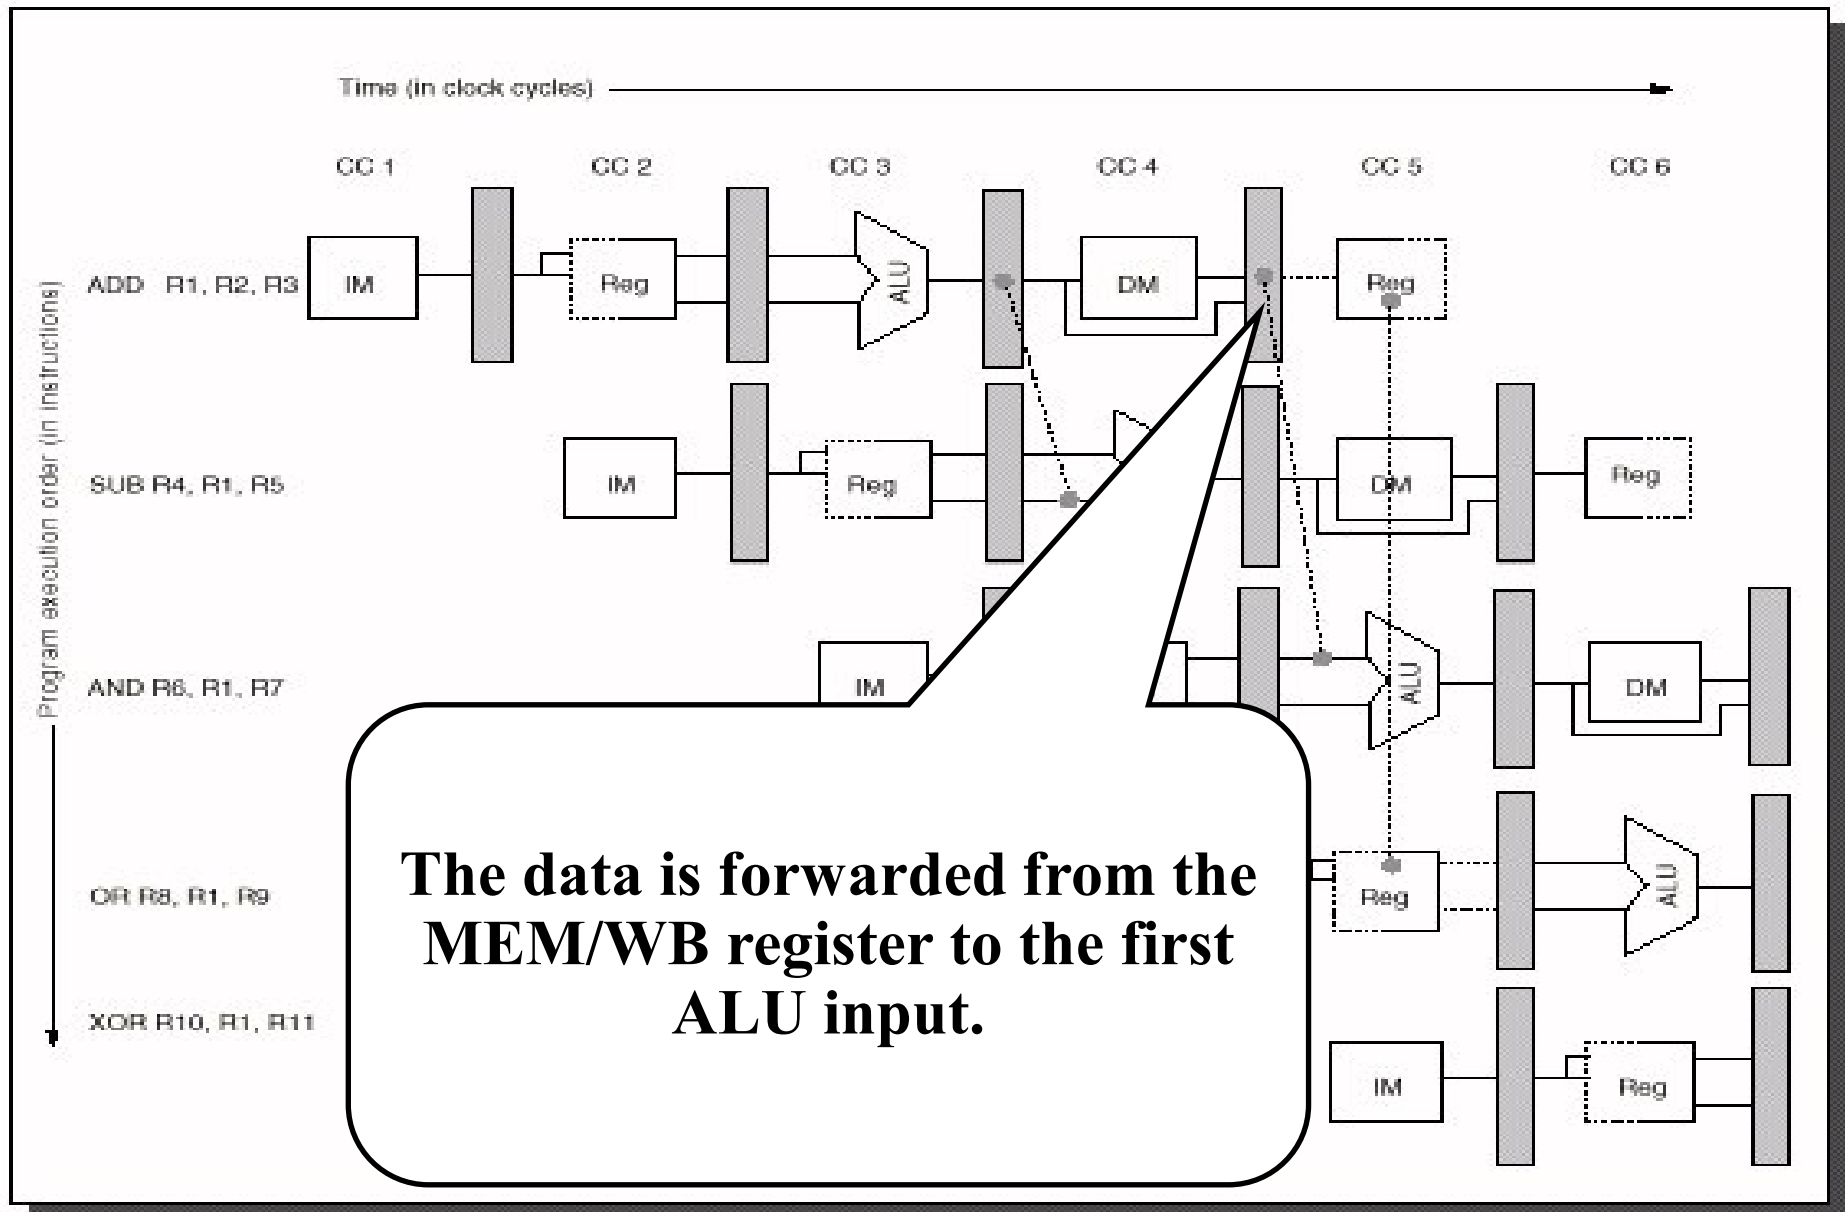 Time (in clock cycles)
CC 1 CC 2 CC 3 CC 4 CC 5 CC 6
Program execution order (in instructions)
ADD R1, R2, R3 IM Reg ALU DM Reg
SUB R4, R1, R5 IM Reg DM Reg
AND R6, R1, R7 IM ALU DM
OR R8, R1, R9 Reg ALU
XOR R10, R1, R11 IM Reg
The data is forwarded from the
MEM/WB register to the first
ALU input.